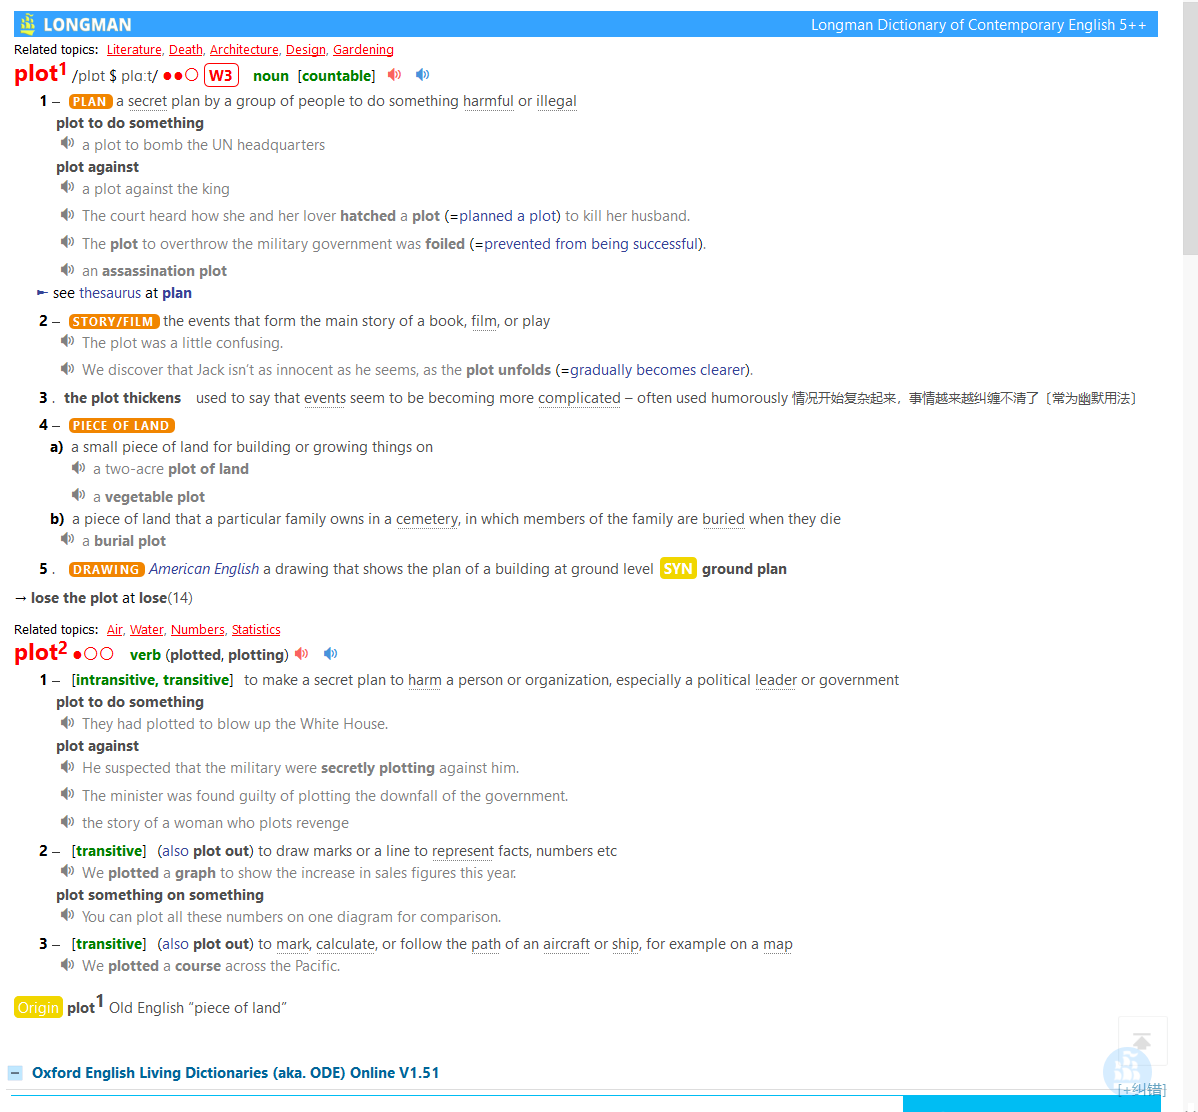 LONGMAN Longman Dictionary of Contemporary English 5++
Related topics: Literature, Death, Architecture, Design, Gardening
plot1 /plɒt $ plɑːt/ ●●○ W3 noun [countable]
1 – PLAN a secret plan by a group of people to do something harmful or illegal
plot to do something
a plot to bomb the UN headquarters
plot against
a plot against the king
The court heard how she and her lover hatched a plot (=planned a plot) to kill her husband.
The plot to overthrow the military government was foiled (=prevented from being successful).
an assassination plot
► see thesaurus at plan
2 – STORY/FILM the events that form the main story of a book, film, or play
The plot was a little confusing.
We discover that Jack isn’t as innocent as he seems, as the plot unfolds (=gradually becomes clearer).
3 . the plot thickens used to say that events seem to be becoming more complicated – often used humorously 情况开始复杂起来，事情越来越纠缠不清了〔常为幽默用法〕
4 – PIECE OF LAND
a) a small piece of land for building or growing things on
a two-acre plot of land
a vegetable plot
b) a piece of land that a particular family owns in a cemetery, in which members of the family are buried when they die
a burial plot
5 . DRAWING American English a drawing that shows the plan of a building at ground level SYN ground plan
→ lose the plot at lose(14)
Related topics: Air, Water, Numbers, Statistics
plot2 ●○○ verb (plotted, plotting)
1 – [intransitive, transitive] to make a secret plan to harm a person or organization, especially a political leader or government
plot to do something
They had plotted to blow up the White House.
plot against
He suspected that the military were secretly plotting against him.
The minister was found guilty of plotting the downfall of the government.
the story of a woman who plots revenge
2 – [transitive] (also plot out) to draw marks or a line to represent facts, numbers etc
We plotted a graph to show the increase in sales figures this year.
plot something on something
You can plot all these numbers on one diagram for comparison.
3 – [transitive] (also plot out) to mark, calculate, or follow the path of an aircraft or ship, for example on a map
We plotted a course across the Pacific.
Origin plot1 Old English “piece of land”
Oxford English Living Dictionaries (aka. ODE) Online V1.51
[+纠错]